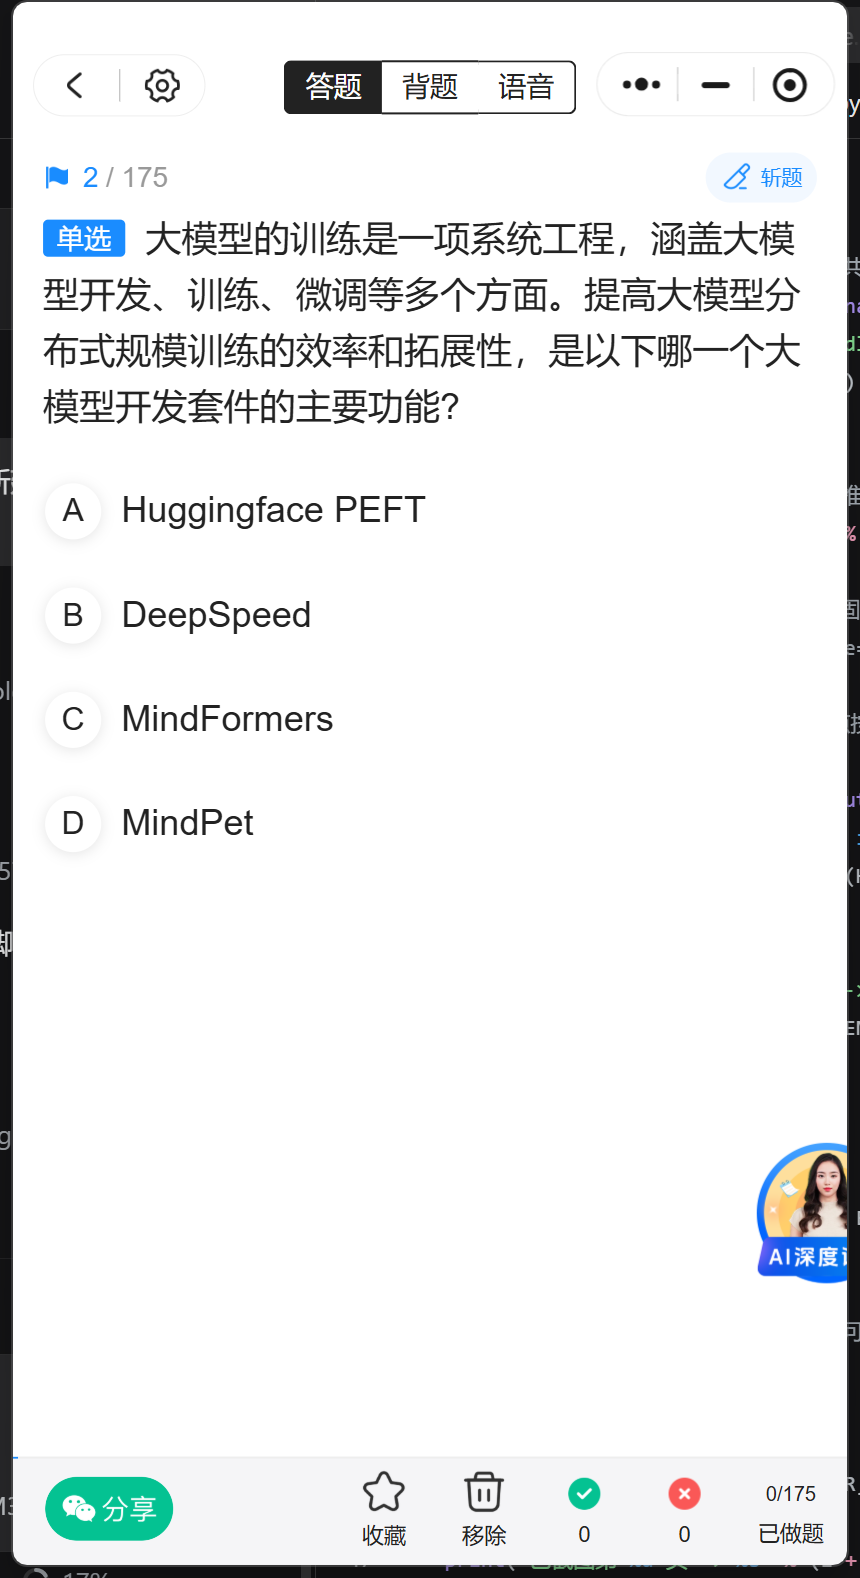 答题 背题 语音
2 / 175
斩题
单选 大模型的训练是一项系统工程，涵盖大模
型开发、训练、微调等多个方面。提高大模型分
布式规模训练的效率和拓展性，是以下哪一个大
模型开发套件的主要功能?
A Huggingface PEFT
B DeepSpeed
C MindFormers
D MindPet
AI深度
分享
收藏
移除
0
0
0/175
已做题
17%